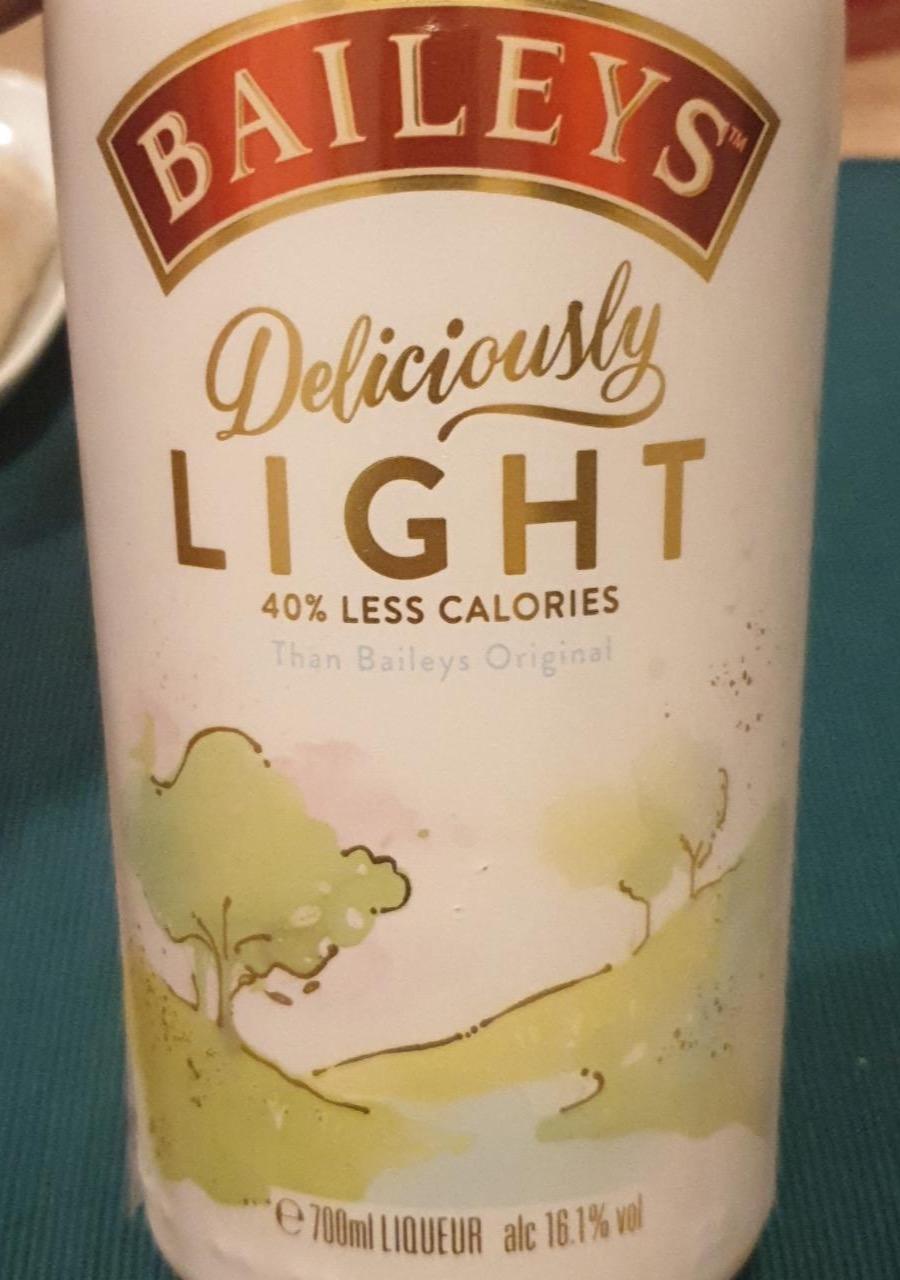 BAILEYS™
Deliciously
LIGHT
40% LESS CALORIES
Than Baileys Original
℮ 700ml LIQUEUR alc 16.1% vol